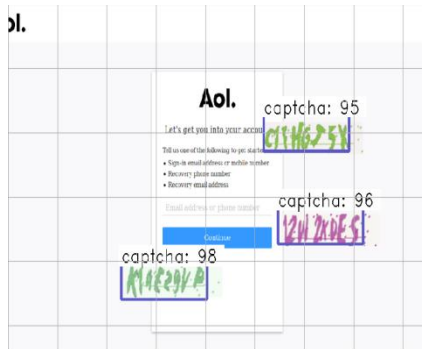 ol.
Aol.
captcha: 95
Let's get you into your accou
Tell us one of the following to get starte
• Sign-in email address or mobile number
• Recovery phone number
• Recovery email address
captcha: 96
Email address or phone number
Continue
captcha: 98